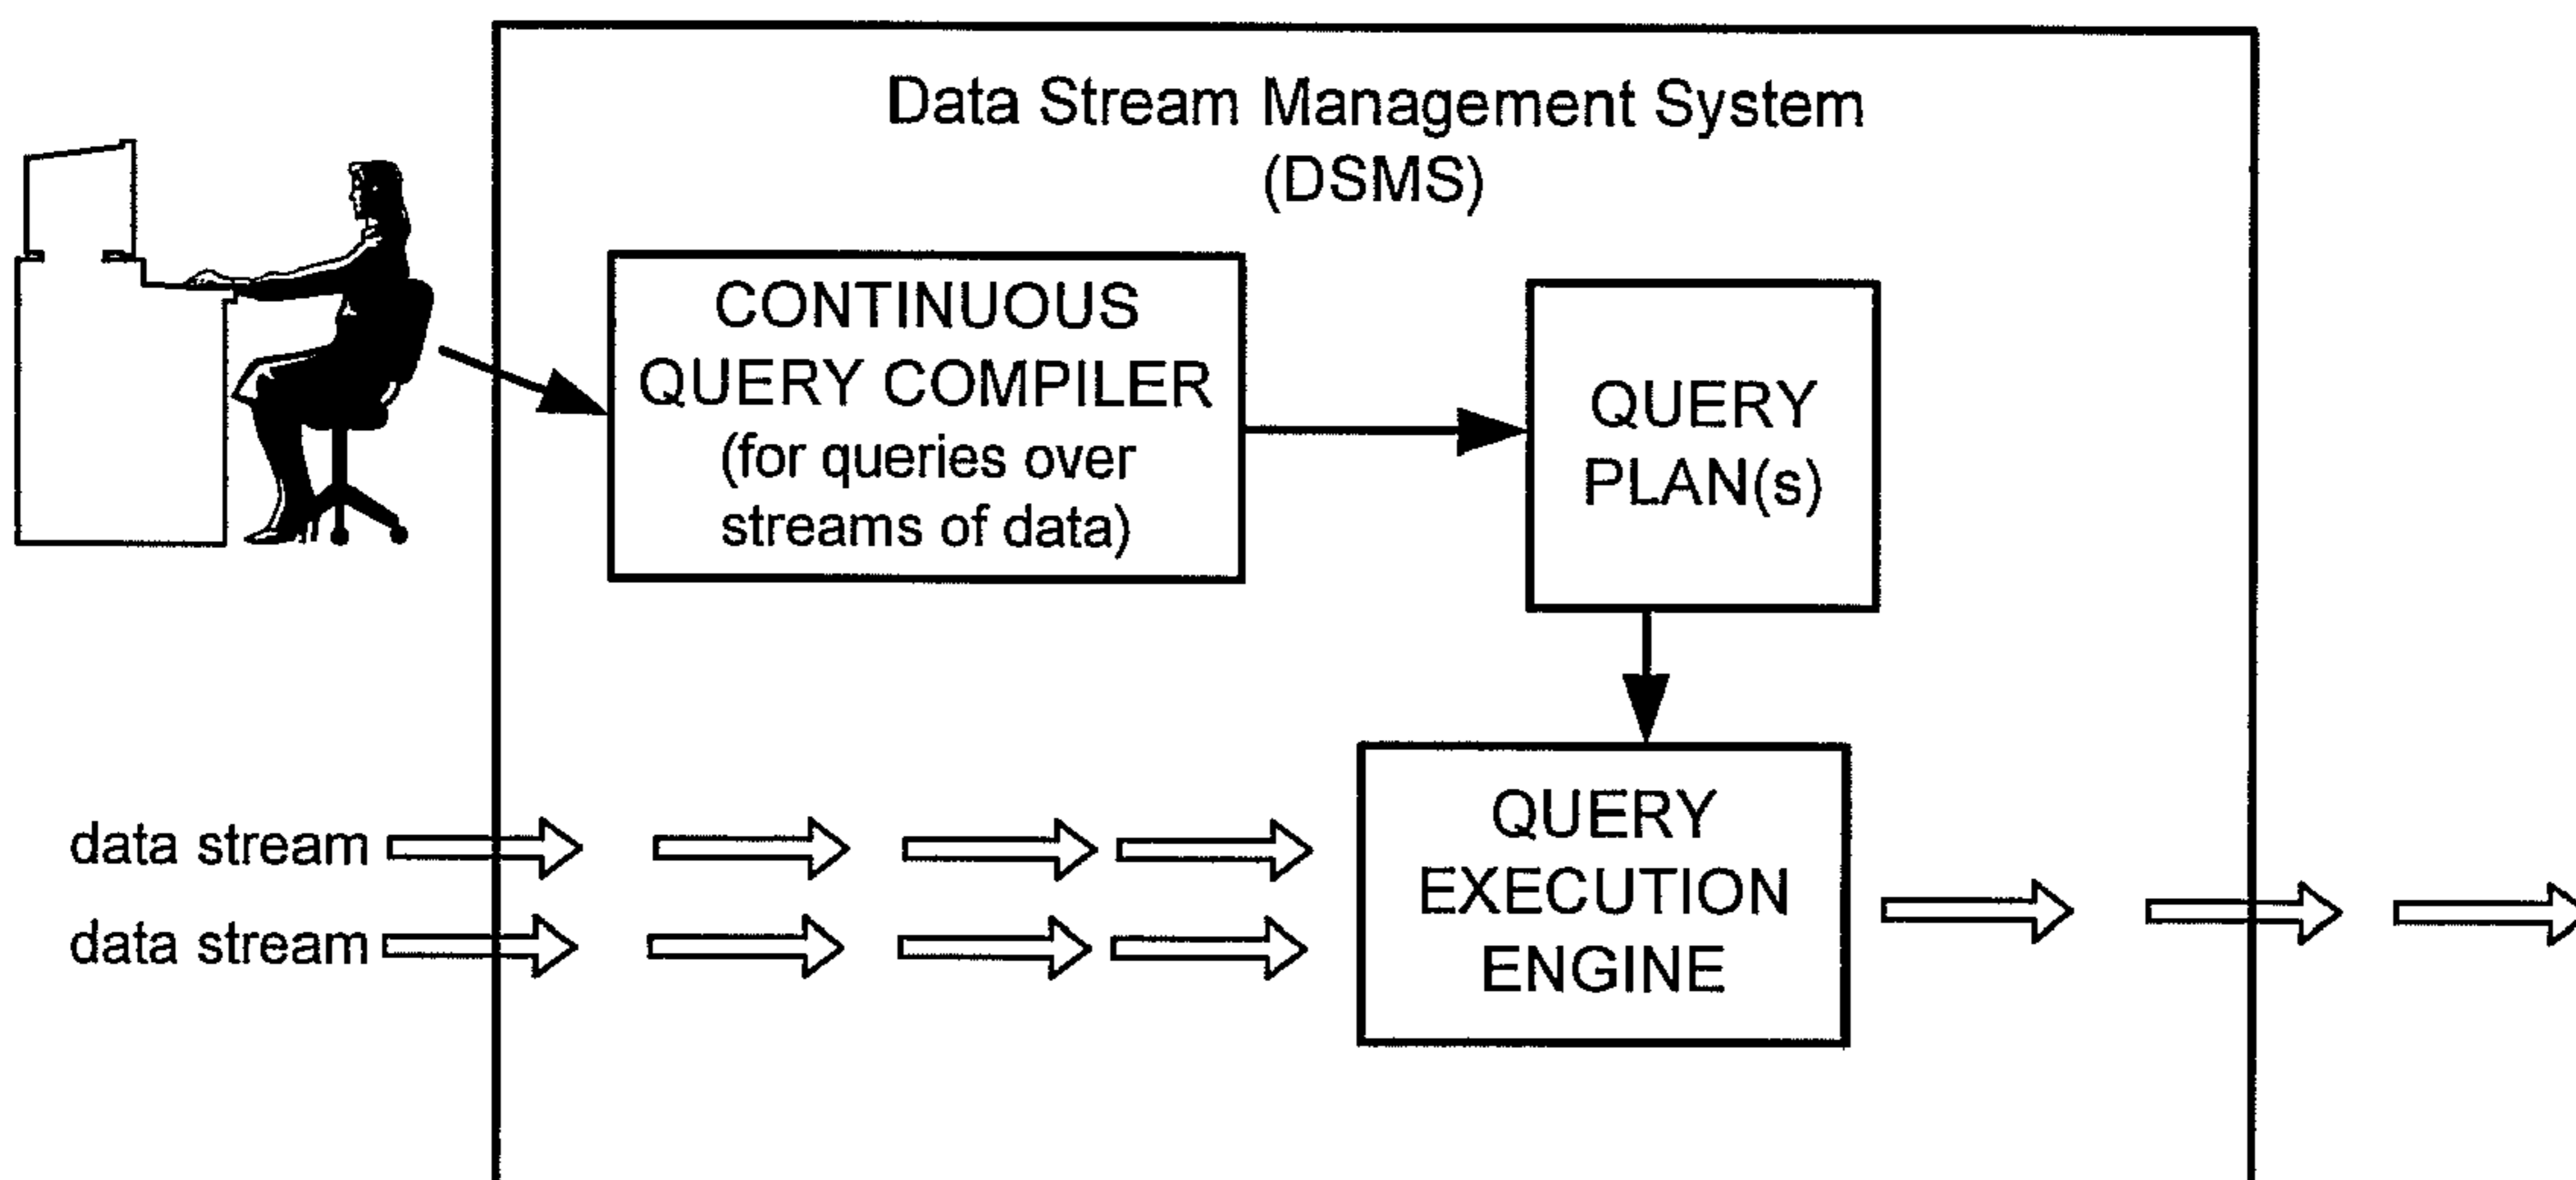 Data Stream Management System
(DSMS)
CONTINUOUS
QUERY COMPILER
(for queries over
streams of data)
QUERY
PLAN(s)
data stream
data stream
QUERY
EXECUTION
ENGINE